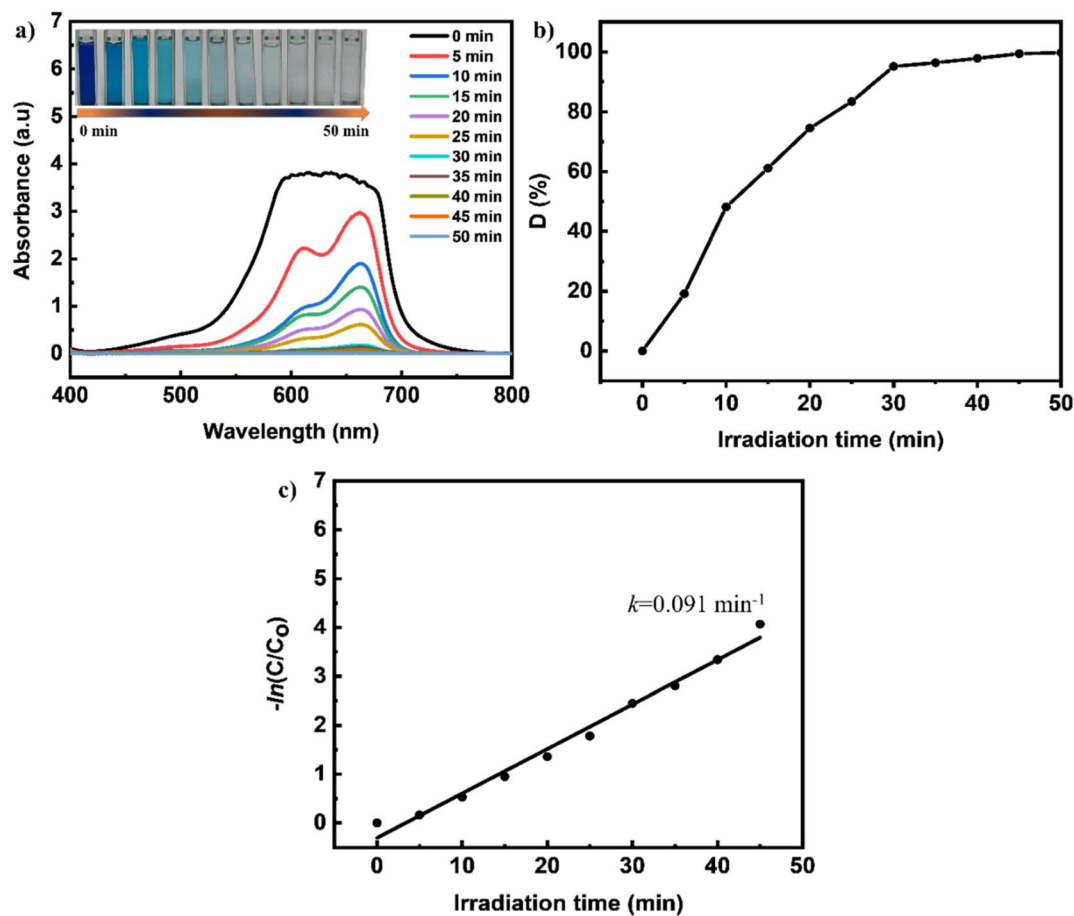 a)
7
6
5
4
3
2
1
0
Absorbance (a.u)
0 min
50 min
0 min
5 min
10 min
15 min
20 min
25 min
30 min
35 min
40 min
45 min
50 min
400
500
600
700
800
Wavelength (nm)
b)
100
80
60
40
20
0
D (%)
0
10
20
30
40
50
Irradiation time (min)
c)
7
6
5
4
3
2
1
0
-ln(C/C0)
k=0.091 min-1
0
10
20
30
40
50
Irradiation time (min)